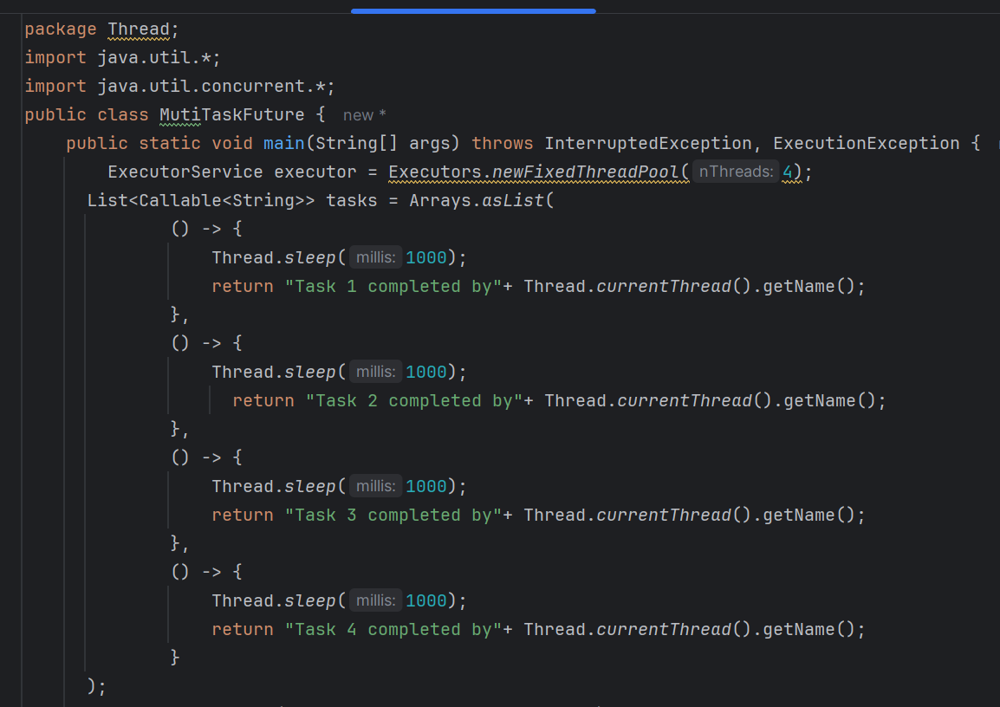 package Thread;
import java.util.*;
import java.util.concurrent.*;
public class MutiTaskFuture {  new *
    public static void main(String[] args) throws InterruptedException, ExecutionException {
        ExecutorService executor = Executors.newFixedThreadPool( nThreads: 4);
      List<Callable<String>> tasks = Arrays.asList(
              () -> {
                  Thread.sleep( millis: 1000);
                  return "Task 1 completed by"+ Thread.currentThread().getName();
              },
              () -> {
                  Thread.sleep( millis: 1000);
                    return "Task 2 completed by"+ Thread.currentThread().getName();
              },
              () -> {
                  Thread.sleep( millis: 1000);
                  return "Task 3 completed by"+ Thread.currentThread().getName();
              },
              () -> {
                  Thread.sleep( millis: 1000);
                  return "Task 4 completed by"+ Thread.currentThread().getName();
              }
      );